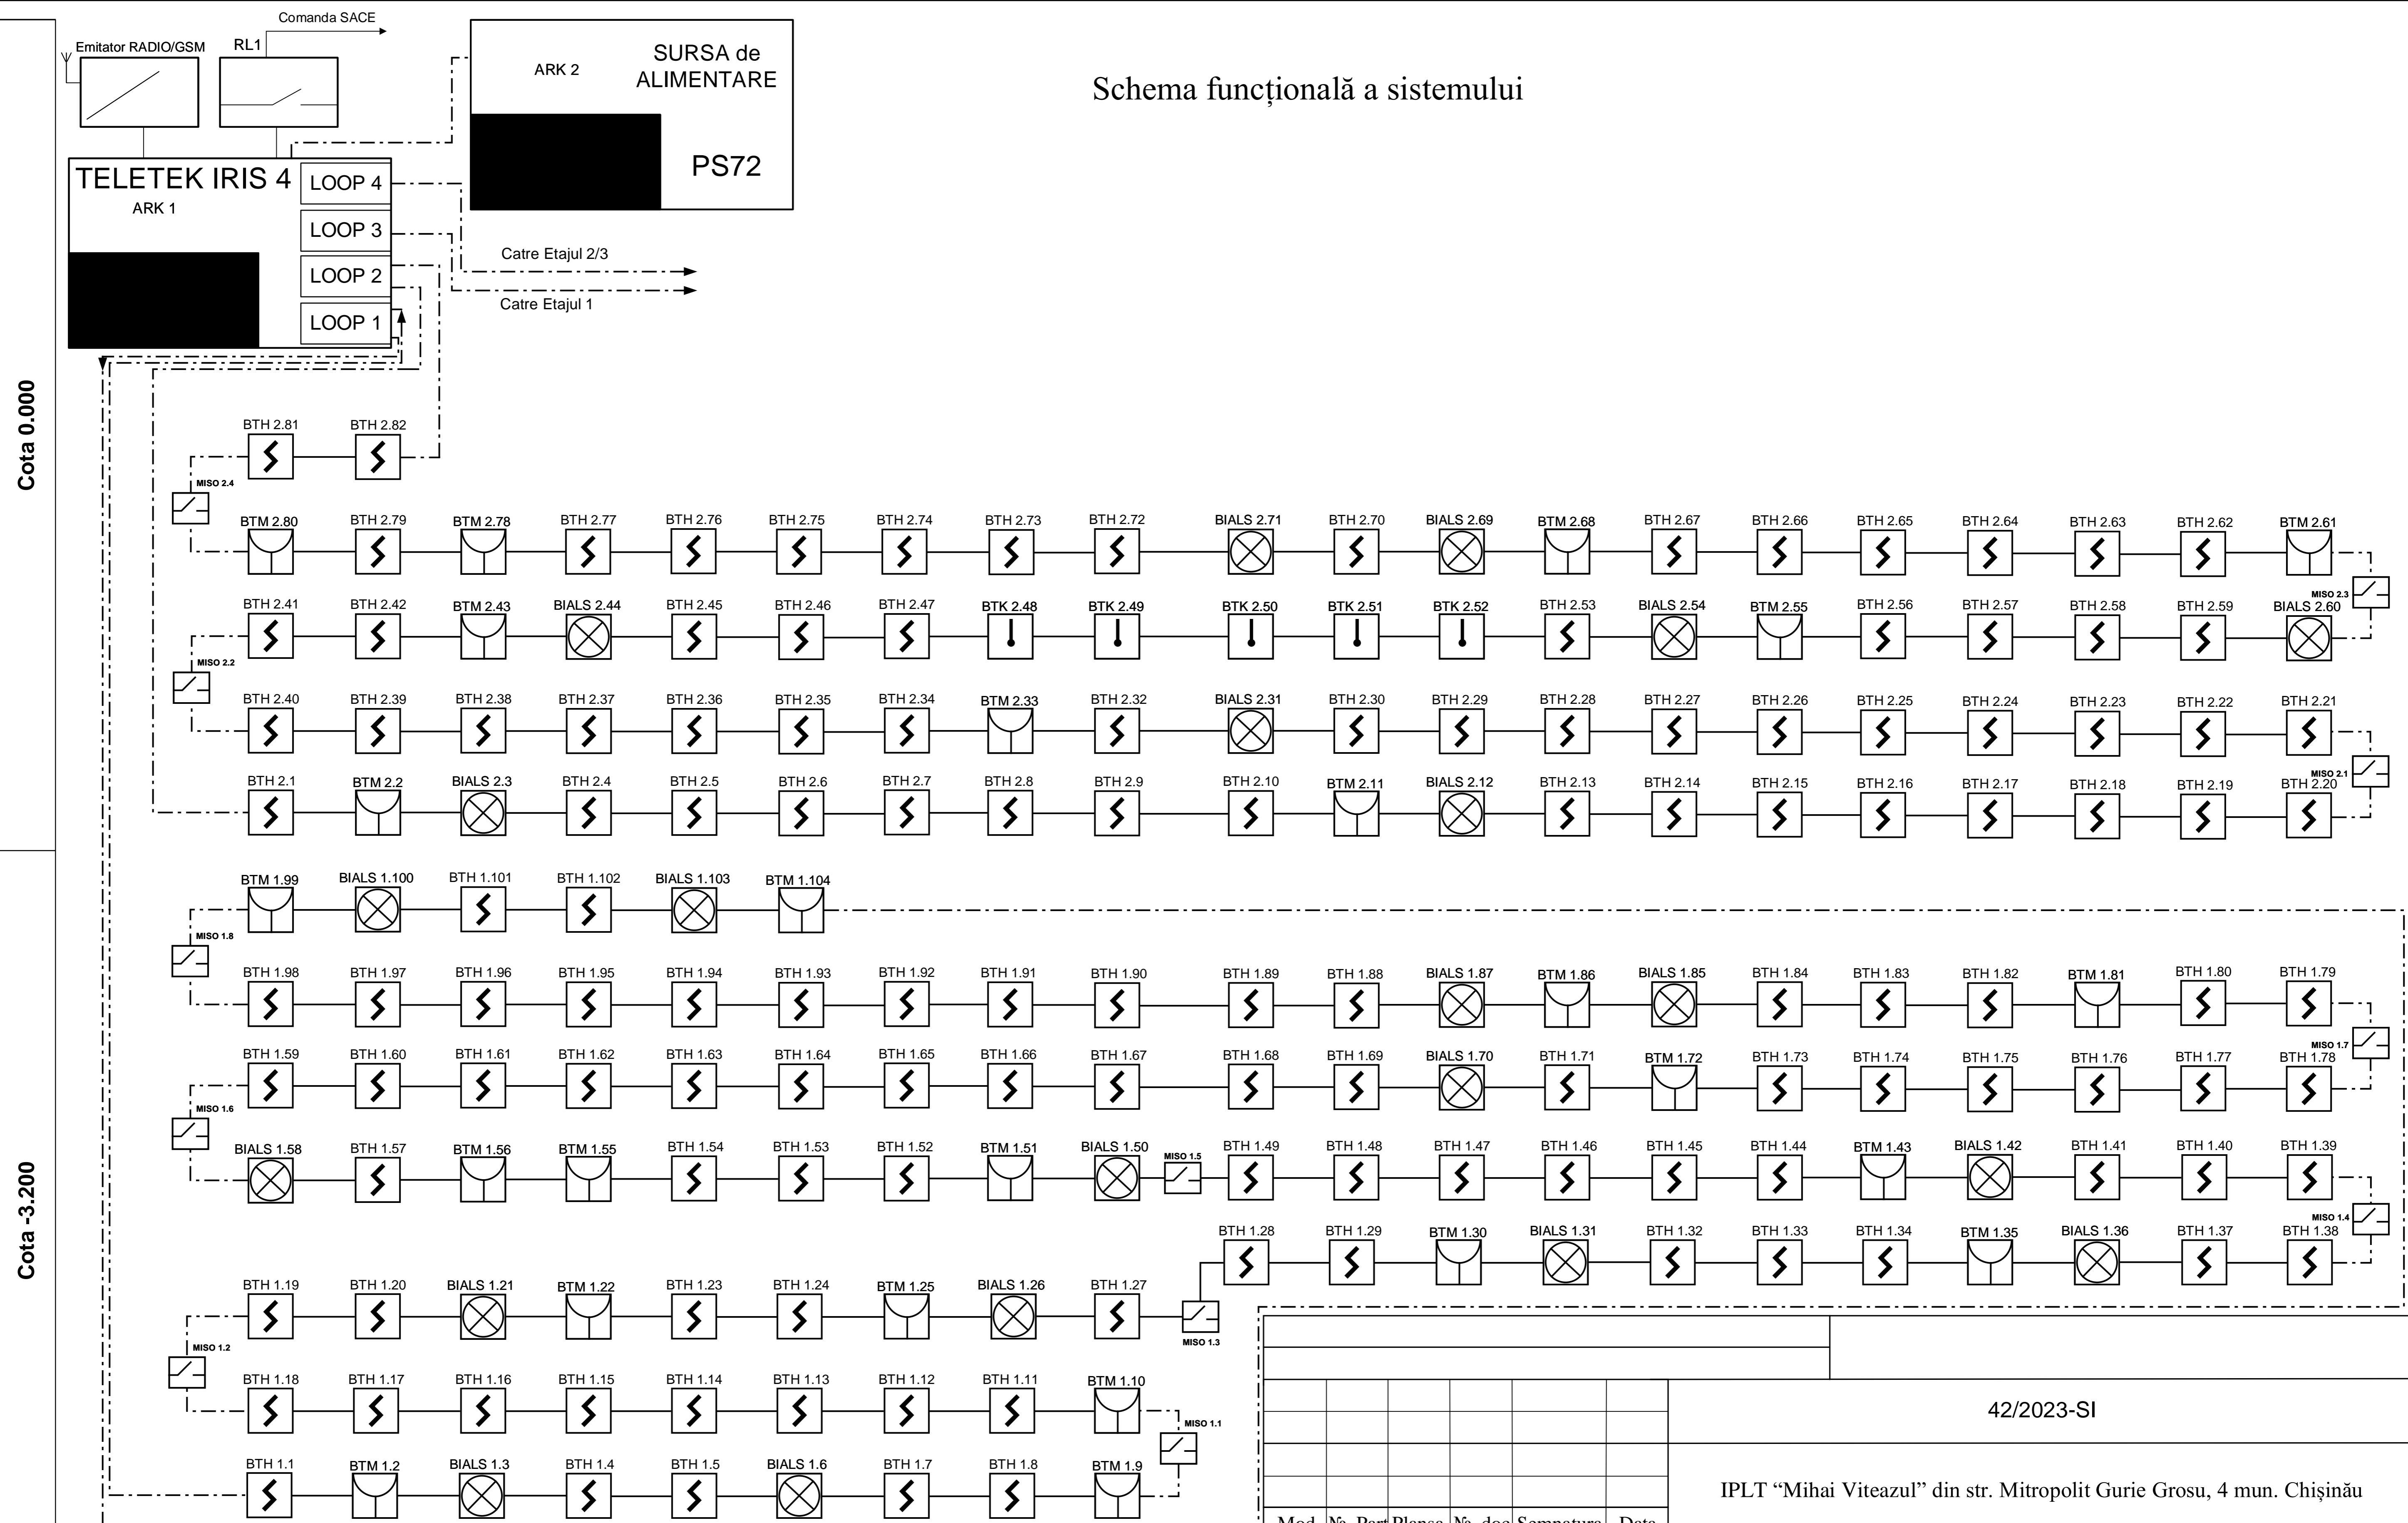 Comanda SACE
Emitator RADIO/GSM
RL1
ARK 2
SURSA de
ALIMENTARE
PS72
Schema funcțională a sistemului
TELETEK IRIS 4
ARK 1
LOOP 4
LOOP 3
LOOP 2
LOOP 1
Catre Etajul 2/3
Catre Etajul 1
Cota 0.000
BTH 2.81 BTH 2.82
MISO 2.4
BTM 2.80 BTH 2.79 BTM 2.78 BTH 2.77 BTH 2.76 BTH 2.75 BTH 2.74 BTH 2.73 BTH 2.72 BIALS 2.71 BTH 2.70 BIALS 2.69 BTM 2.68 BTH 2.67 BTH 2.66 BTH 2.65 BTH 2.64 BTH 2.63 BTH 2.62 BTM 2.61
MISO 2.3
BTH 2.41 BTH 2.42 BTM 2.43 BIALS 2.44 BTH 2.45 BTH 2.46 BTH 2.47 BTK 2.48 BTK 2.49 BTK 2.50 BTK 2.51 BTK 2.52 BTH 2.53 BIALS 2.54 BTM 2.55 BTH 2.56 BTH 2.57 BTH 2.58 BTH 2.59 BIALS 2.60
MISO 2.2
BTH 2.40 BTH 2.39 BTH 2.38 BTH 2.37 BTH 2.36 BTH 2.35 BTH 2.34 BTM 2.33 BTH 2.32 BIALS 2.31 BTH 2.30 BTH 2.29 BTH 2.28 BTH 2.27 BTH 2.26 BTH 2.25 BTH 2.24 BTH 2.23 BTH 2.22 BTH 2.21
MISO 2.1
BTH 2.1 BTM 2.2 BIALS 2.3 BTH 2.4 BTH 2.5 BTH 2.6 BTH 2.7 BTH 2.8 BTH 2.9 BTH 2.10 BTM 2.11 BIALS 2.12 BTH 2.13 BTH 2.14 BTH 2.15 BTH 2.16 BTH 2.17 BTH 2.18 BTH 2.19 BTH 2.20
Cota -3.200
BTM 1.99 BIALS 1.100 BTH 1.101 BTH 1.102 BIALS 1.103 BTM 1.104
MISO 1.8
BTH 1.98 BTH 1.97 BTH 1.96 BTH 1.95 BTH 1.94 BTH 1.93 BTH 1.92 BTH 1.91 BTH 1.90 BTH 1.89 BTH 1.88 BIALS 1.87 BTM 1.86 BIALS 1.85 BTH 1.84 BTH 1.83 BTH 1.82 BTM 1.81 BTH 1.80 BTH 1.79
MISO 1.7
BTH 1.59 BTH 1.60 BTH 1.61 BTH 1.62 BTH 1.63 BTH 1.64 BTH 1.65 BTH 1.66 BTH 1.67 BTH 1.68 BTH 1.69 BIALS 1.70 BTH 1.71 BTM 1.72 BTH 1.73 BTH 1.74 BTH 1.75 BTH 1.76 BTH 1.77 BTH 1.78
MISO 1.6
BIALS 1.58 BTH 1.57 BTM 1.56 BTM 1.55 BTH 1.54 BTH 1.53 BTH 1.52 BTM 1.51 BIALS 1.50 MISO 1.5 BTH 1.49 BTH 1.48 BTH 1.47 BTH 1.46 BTH 1.45 BTH 1.44 BTM 1.43 BIALS 1.42 BTH 1.41 BTH 1.40 BTH 1.39
MISO 1.4
BTH 1.28 BTH 1.29 BTM 1.30 BIALS 1.31 BTH 1.32 BTH 1.33 BTH 1.34 BTM 1.35 BIALS 1.36 BTH 1.37 BTH 1.38
BTH 1.19 BTH 1.20 BIALS 1.21 BTM 1.22 BTH 1.23 BTH 1.24 BTM 1.25 BIALS 1.26 BTH 1.27
MISO 1.3
MISO 1.2
BTH 1.18 BTH 1.17 BTH 1.16 BTH 1.15 BTH 1.14 BTH 1.13 BTH 1.12 BTH 1.11 BTM 1.10
MISO 1.1
BTH 1.1 BTM 1.2 BIALS 1.3 BTH 1.4 BTH 1.5 BIALS 1.6 BTH 1.7 BTH 1.8 BTM 1.9
42/2023-SI
IPLT “Mihai Viteazul” din str. Mitropolit Gurie Grosu, 4 mun. Chișinău
Mod. № Part Planșa № doc Semnatura Data